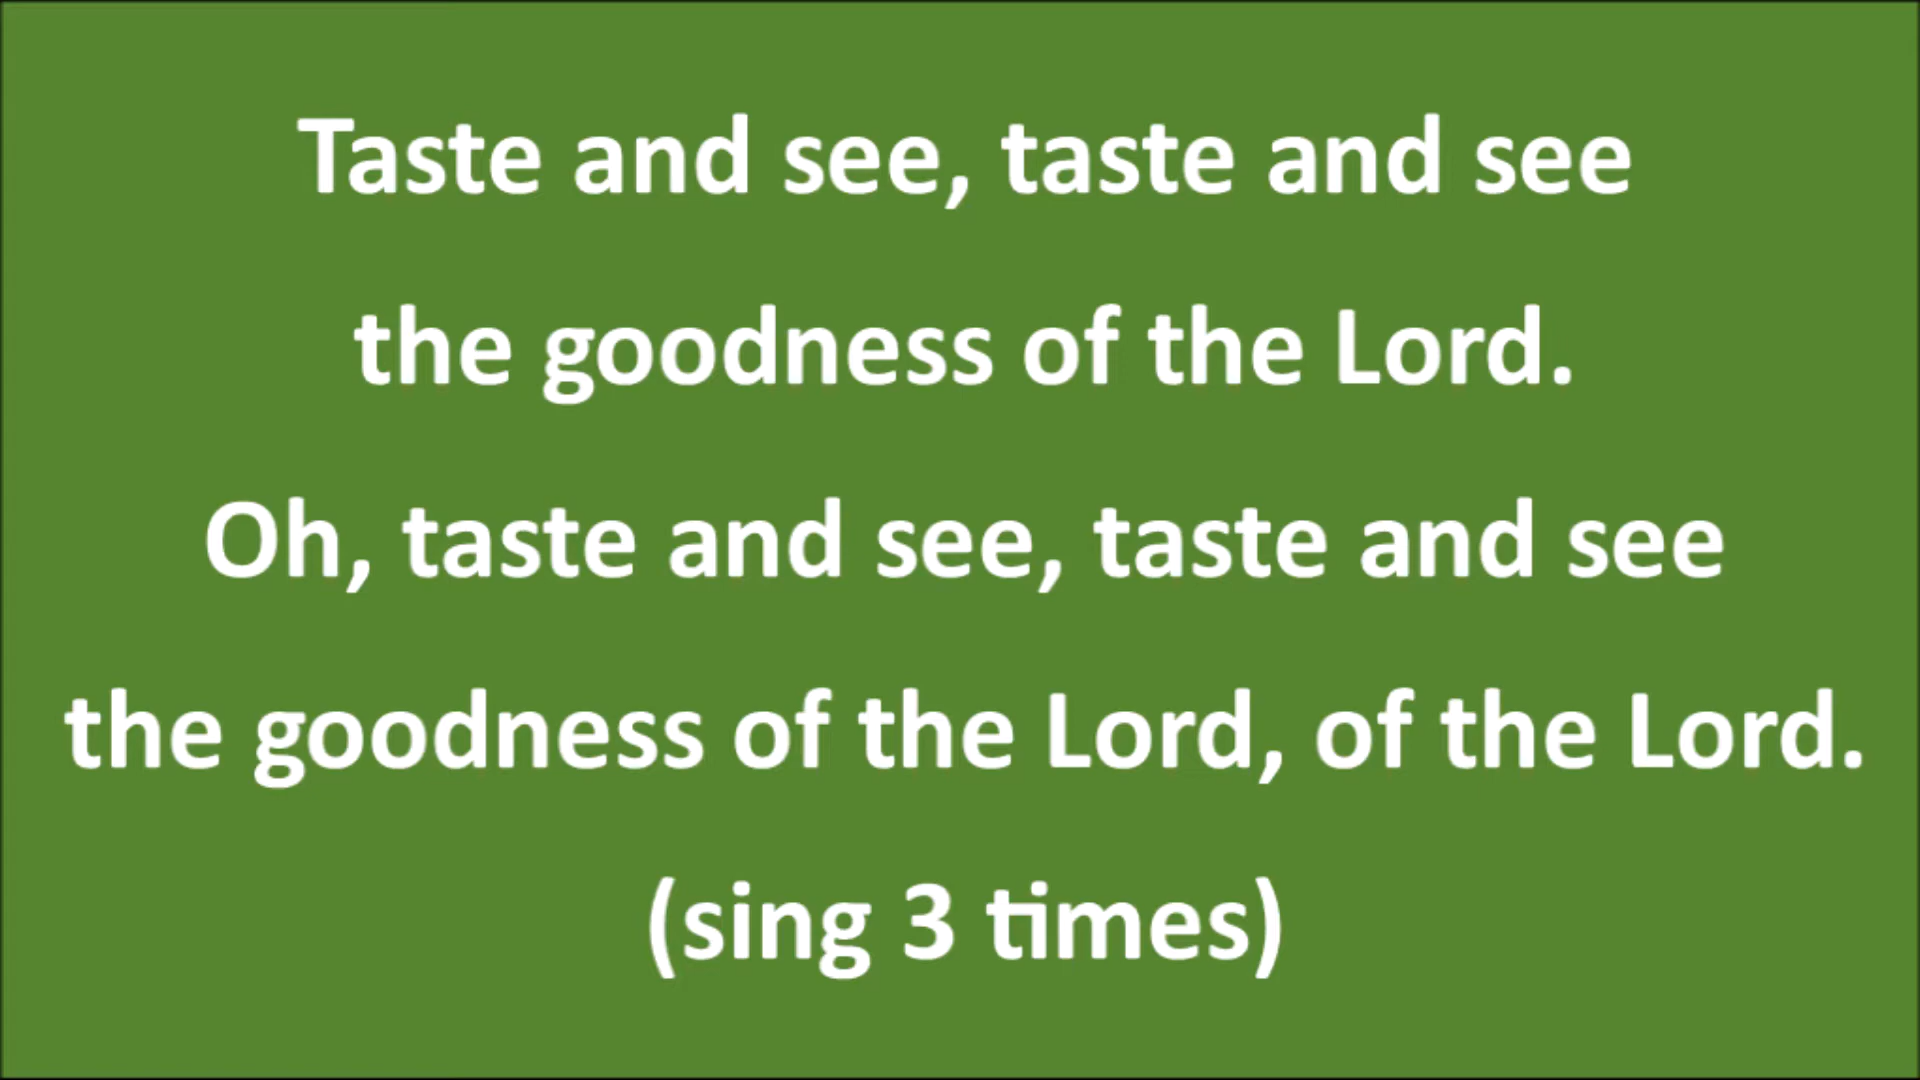 Taste and see, taste and see
the goodness of the Lord.
Oh, taste and see, taste and see
the goodness of the Lord, of the Lord.
(sing 3 times)